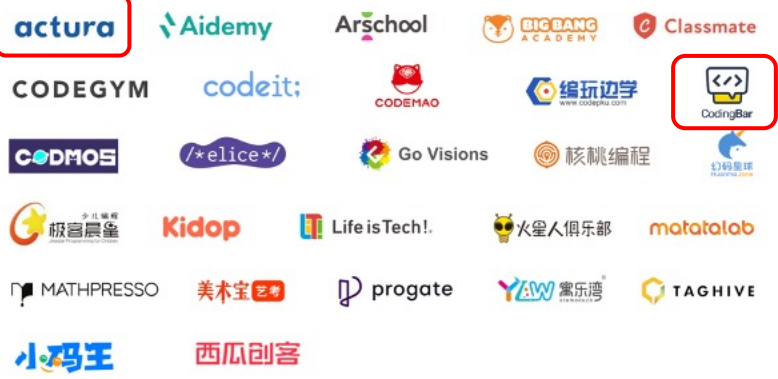 actura
Aidemy
Arschool
BIG BANG
ACADEMY
Classmate
CODEGYM
codeit;
CODEMAO
编玩边学
www.codepku.com
</>
CodingBar
CODMOS
/*elice*/
Go Visions
核桃编程
幻码星球
少儿编程
极客晨星
Kidop
Life is Tech!
火星人俱乐部
matatalab
MATHPRESSO
美术宝艺考
progate
寓乐湾
TAGHIVE
小码王
西瓜创客